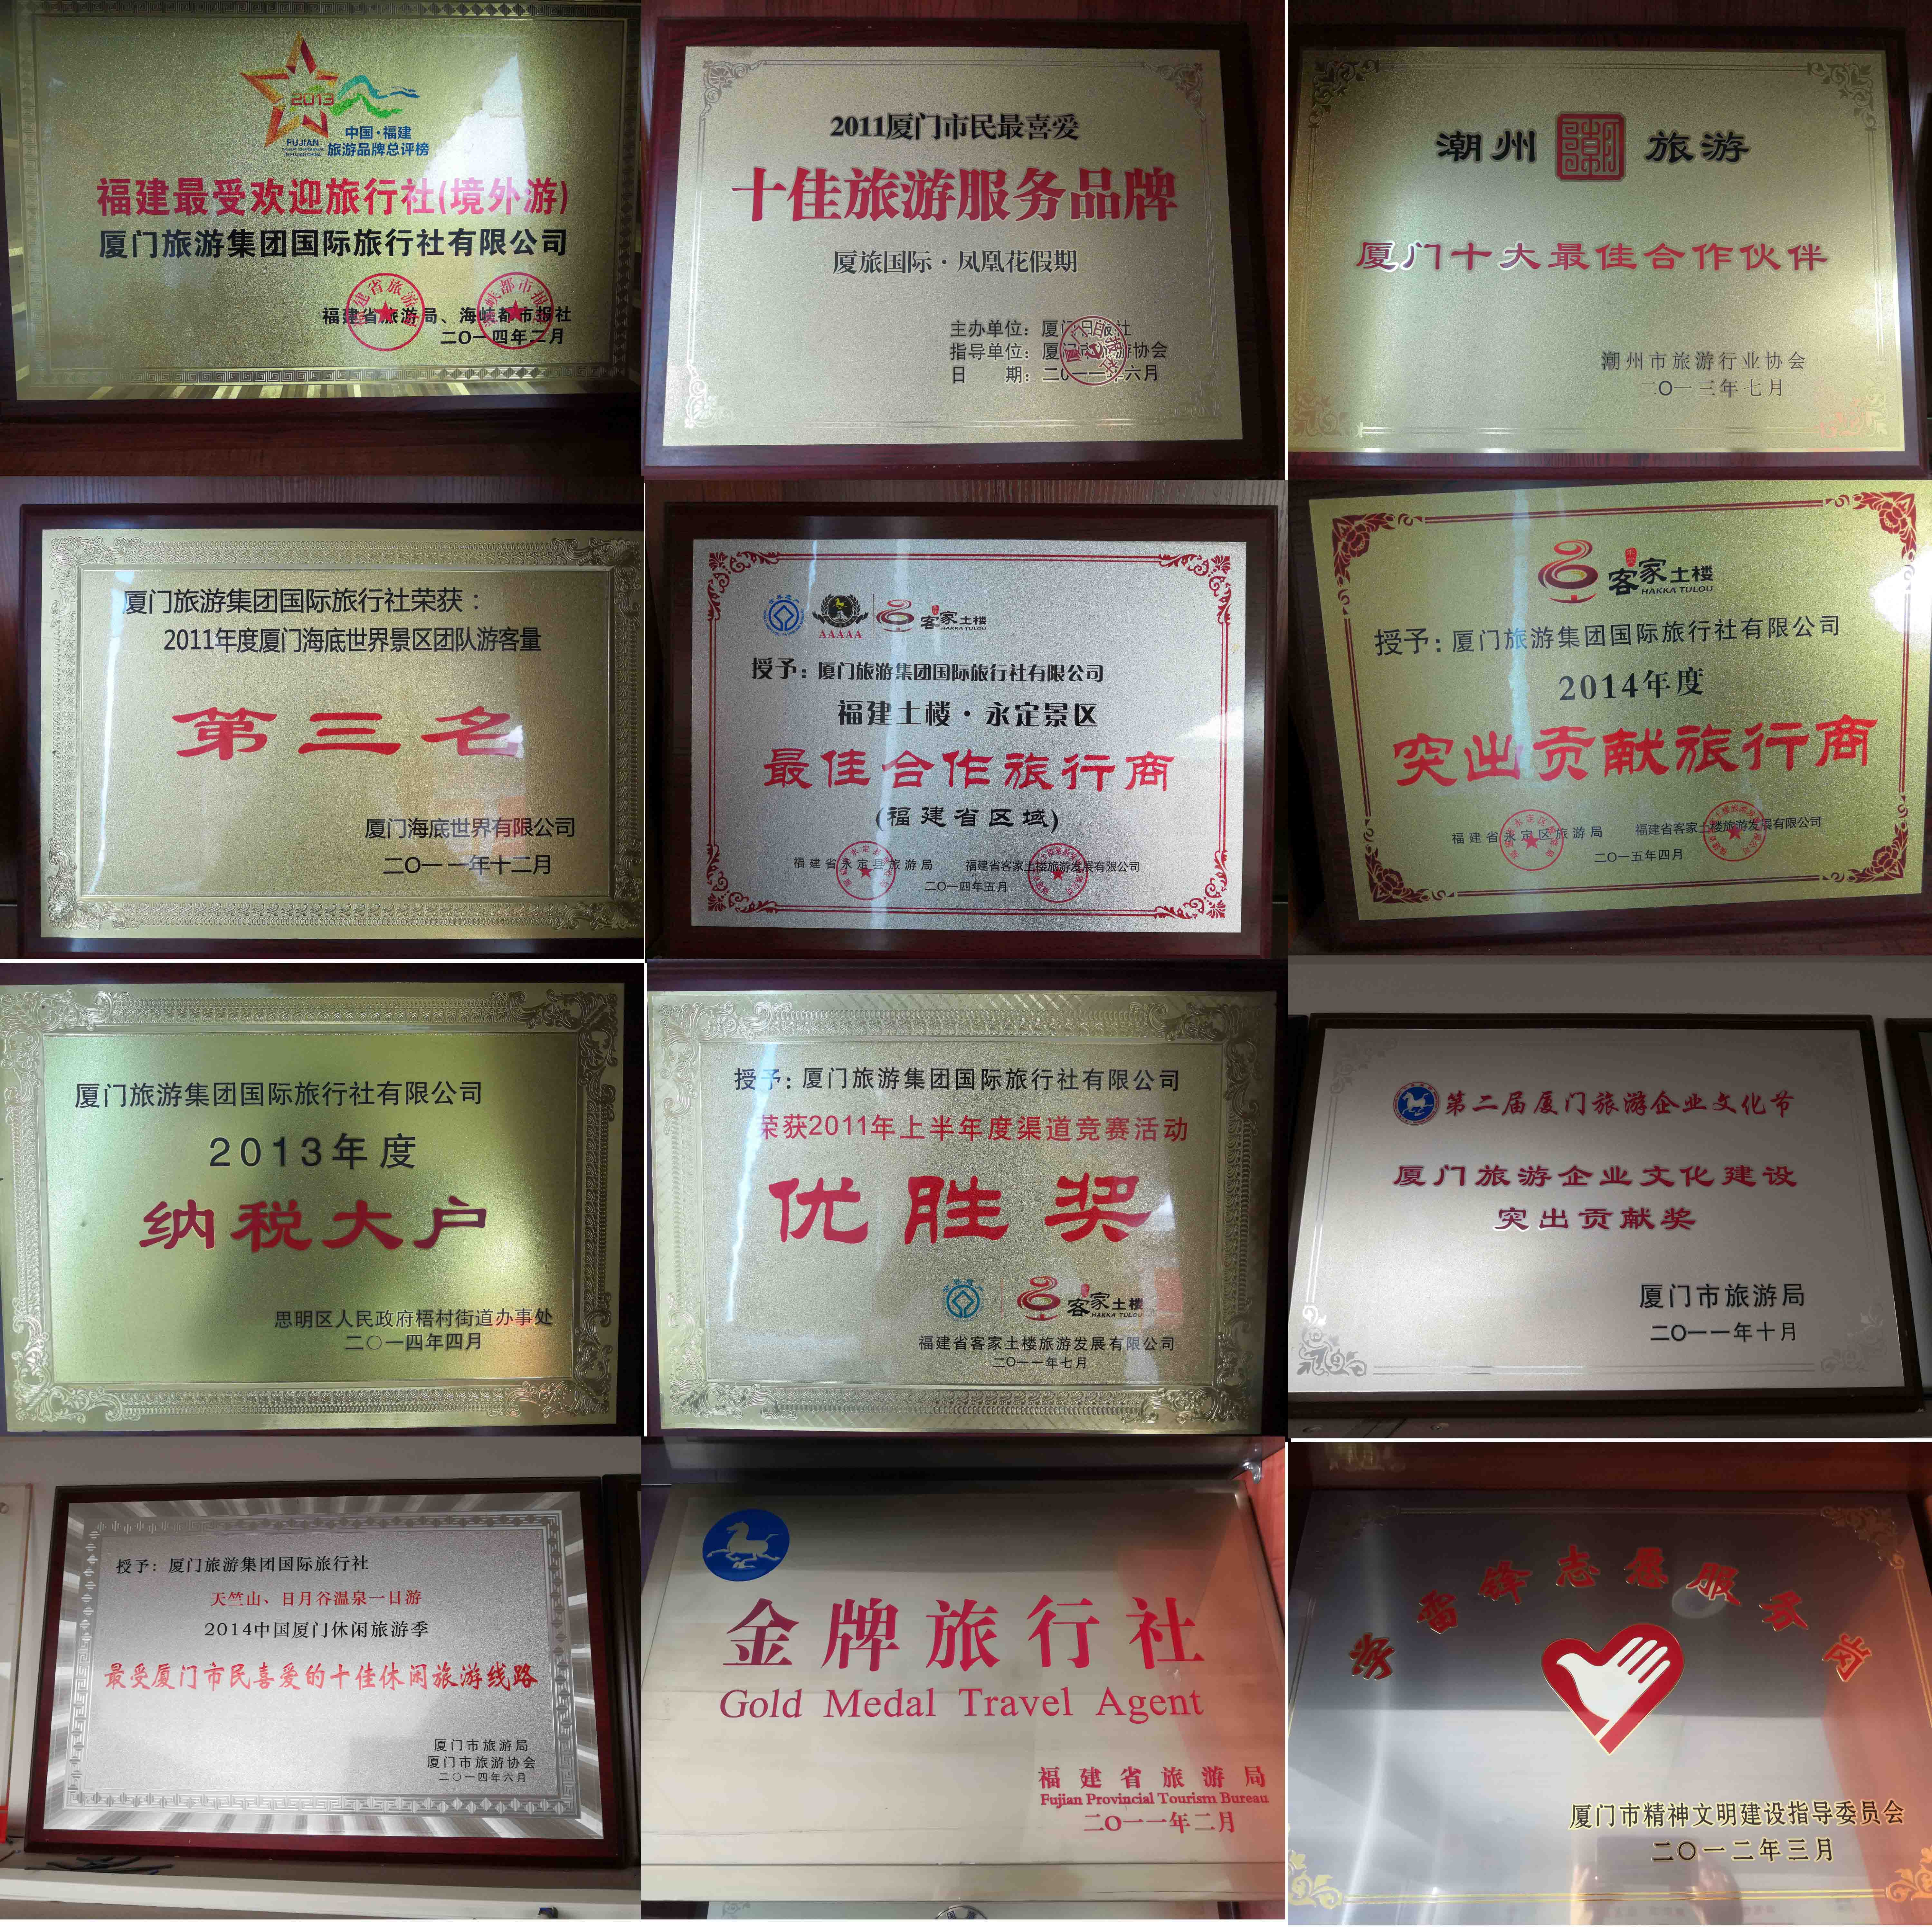 2013
中国·福建
FUJIAN
旅游品牌总评榜
福建最受欢迎旅行社(境外游)
厦门旅游集团国际旅行社有限公司
福建省旅游局、海峡都市报社
二〇一四年二月
2011厦门市民最喜爱
十佳旅游服务品牌
厦旅国际·凤凰花假期
主办单位：厦门日报社
指导单位：厦门市旅游协会
日 期：二〇一一年六月
潮州 旅游
厦门十大最佳合作伙伴
潮州市旅游行业协会
二〇一三年七月
厦门旅游集团国际旅行社荣获：
2011年度厦门海底世界景区团队游客量
第三名
厦门海底世界有限公司
二〇一一年十二月
AAAAA
客家土楼
HAKKA TULOU
授予：厦门旅游集团国际旅行社有限公司
福建土楼·永定景区
最佳合作旅行商
(福建省区域)
福建省永定县旅游局 福建省客家土楼旅游发展有限公司
二〇一四年五月
客家土楼
HAKKA TULOU
授予：厦门旅游集团国际旅行社有限公司
2014年度
突出贡献旅行商
福建省永定区旅游局 福建省客家土楼旅游发展有限公司
二〇一五年四月
厦门旅游集团国际旅行社有限公司
2013年度
纳税大户
思明区人民政府梧村街道办事处
二〇一四年四月
授予：厦门旅游集团国际旅行社有限公司
荣获2011年上半年度渠道竞赛活动
优胜奖
客家土楼
HAKKA TULOU
福建省客家土楼旅游发展有限公司
二〇一一年七月
第二届厦门旅游企业文化节
厦门旅游企业文化建设
突出贡献奖
厦门市旅游局
二〇一一年十月
授予：厦门旅游集团国际旅行社
天竺山、日月谷温泉一日游
2014中国厦门休闲旅游季
最受厦门市民喜爱的十佳休闲旅游线路
厦门市旅游局
厦门市旅游协会
二〇一四年六月
金牌旅行社
Gold Medal Travel Agent
福建省旅游局
Fujian Provincial Tourism Bureau
二〇一一年二月
学雷锋志愿服务岗
厦门市精神文明建设指导委员会
二〇一二年三月